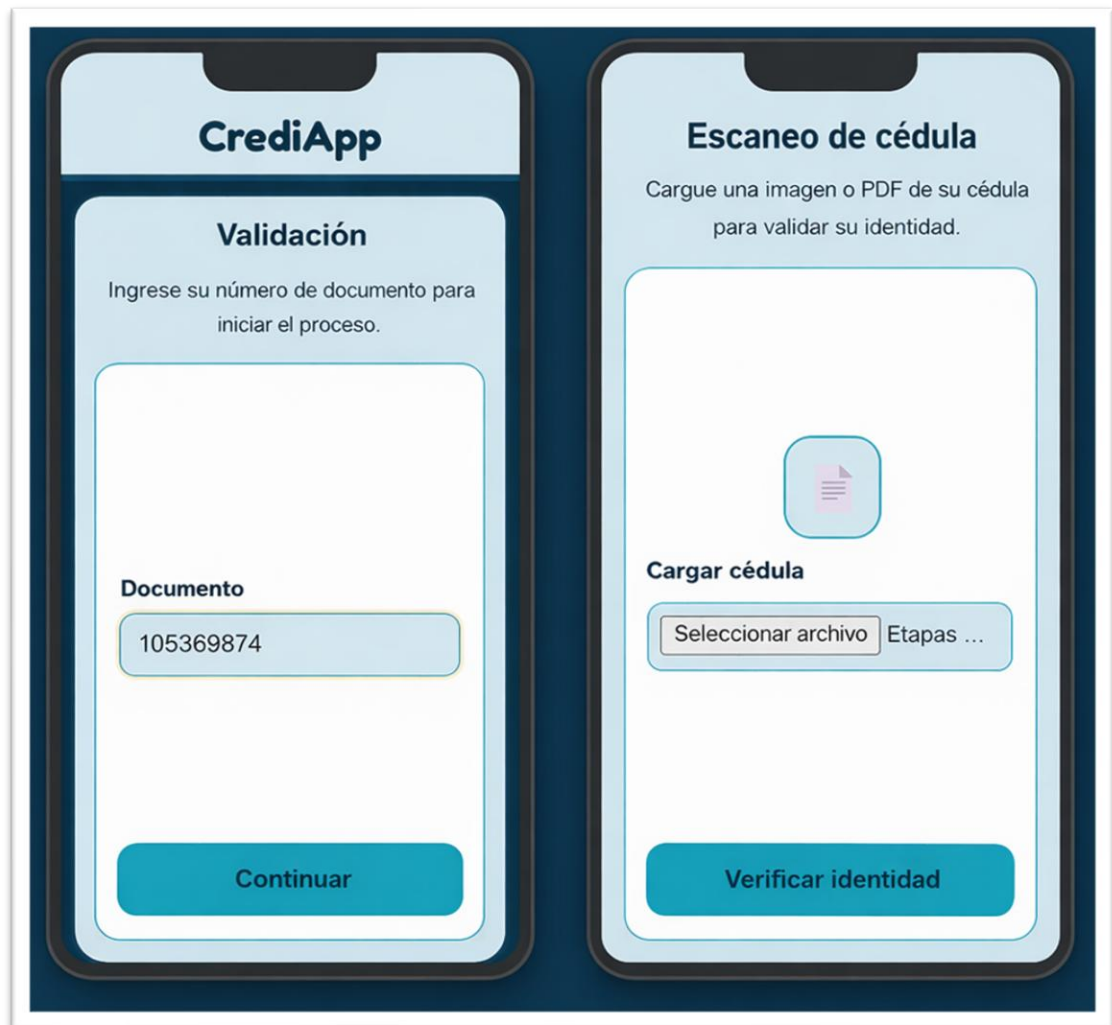 CrediApp
Validación
Ingrese su número de documento para
iniciar el proceso.
Documento
105369874
Continuar
Escaneo de cédula
Cargue una imagen o PDF de su cédula
para validar su identidad.
Cargar cédula
Seleccionar archivo Etapas ...
Verificar identidad